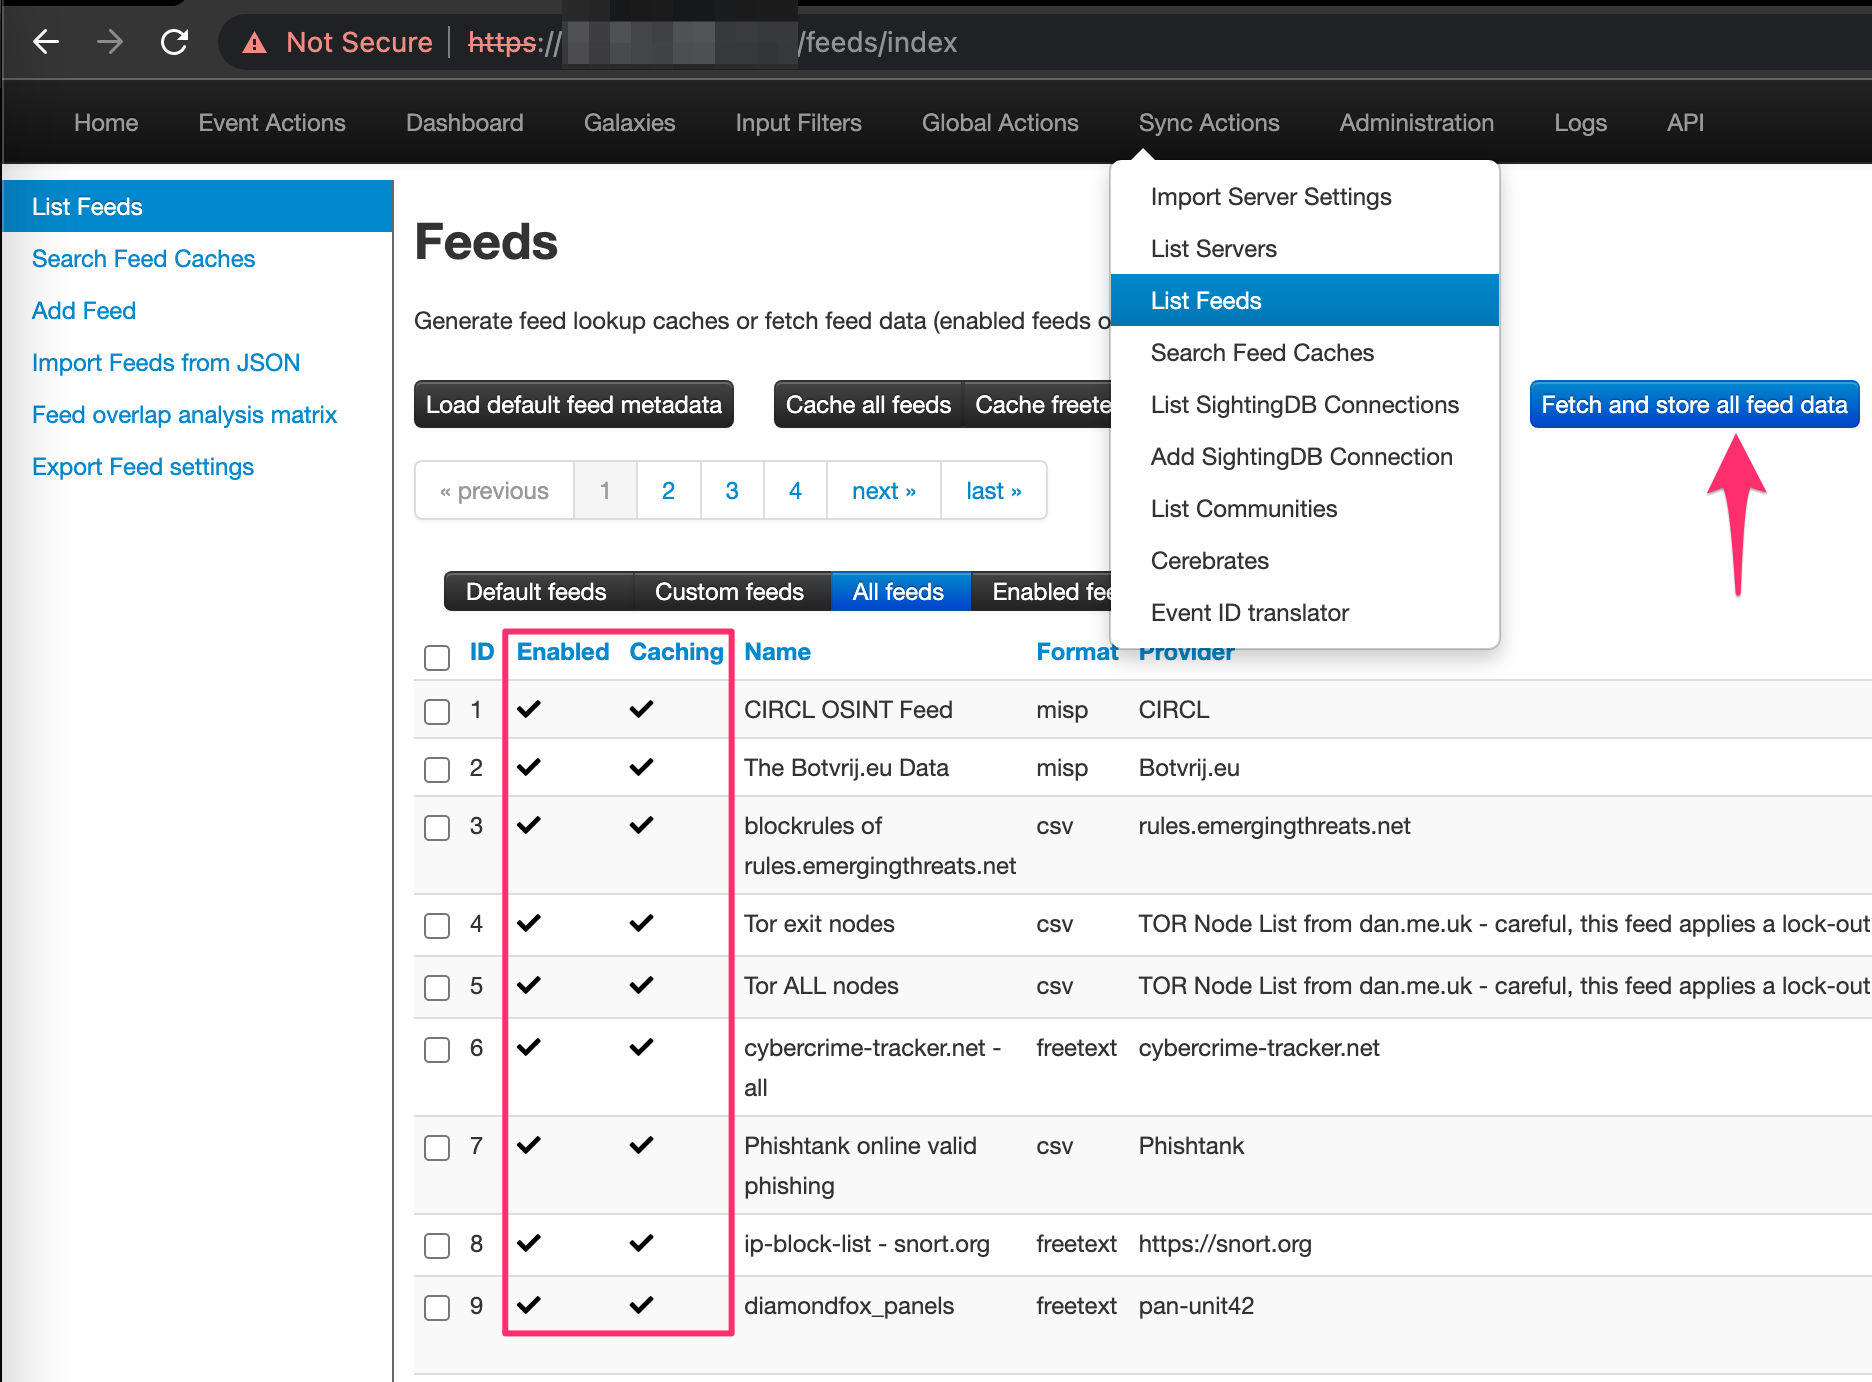 Not Secure https:// /feeds/index
Home Event Actions Dashboard Galaxies Input Filters Global Actions Sync Actions Administration Logs API
List Feeds
Search Feed Caches
Add Feed
Import Feeds from JSON
Feed overlap analysis matrix
Export Feed settings
Import Server Settings
List Servers
List Feeds
Search Feed Caches
List SightingDB Connections
Add SightingDB Connection
List Communities
Cerebrates
Event ID translator
Feeds
Generate feed lookup caches or fetch feed data (enabled feeds o
Load default feed metadata Cache all feeds Cache freete Fetch and store all feed data
« previous 1 2 3 4 next » last »
Default feeds Custom feeds All feeds Enabled fee
ID Enabled Caching Name Format Provider
1 CIRCL OSINT Feed misp CIRCL
2 The Botvrij.eu Data misp Botvrij.eu
3 blockrules of csv rules.emergingthreats.net
rules.emergingthreats.net
4 Tor exit nodes csv TOR Node List from dan.me.uk - careful, this feed applies a lock-out
5 Tor ALL nodes csv TOR Node List from dan.me.uk - careful, this feed applies a lock-out
6 cybercrime-tracker.net - freetext cybercrime-tracker.net
all
7 Phishtank online valid csv Phishtank
phishing
8 ip-block-list - snort.org freetext https://snort.org
9 diamondfox_panels freetext pan-unit42